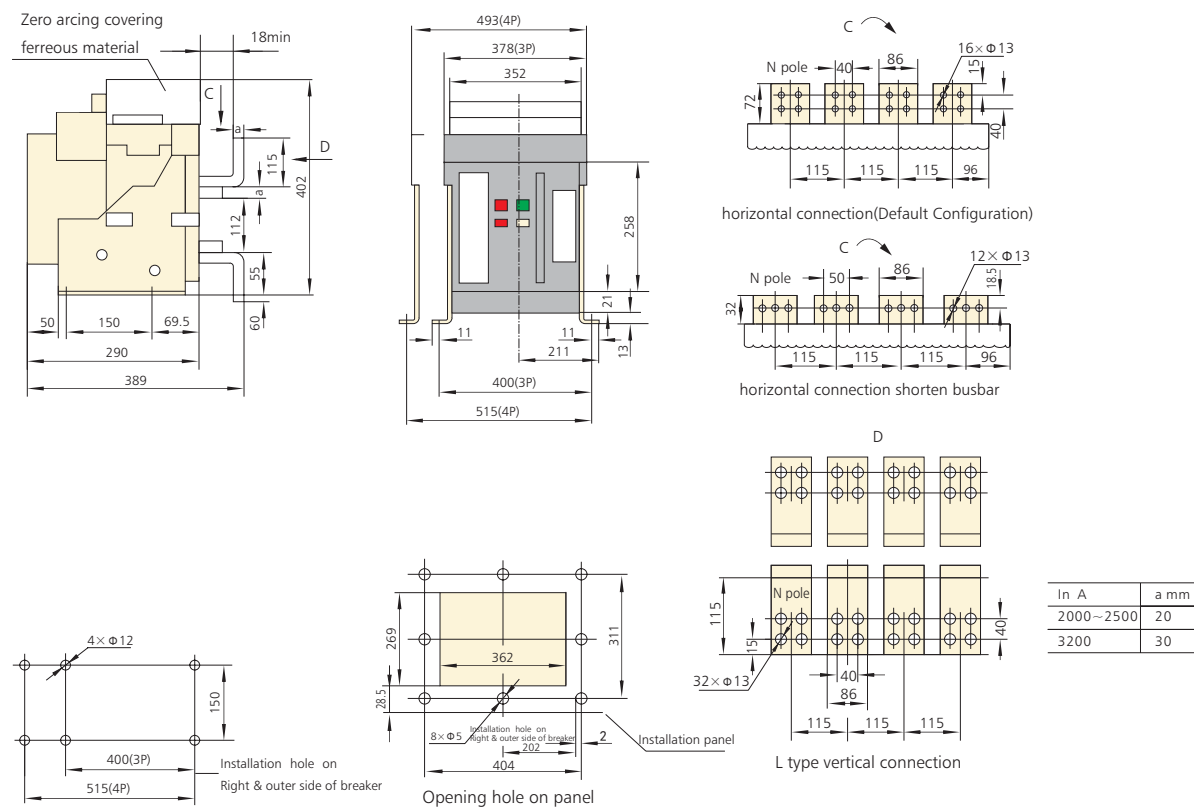 Zero arcing covering
ferreous material
18min
C
a
115
D
402
a
112
55
60
50
150
69.5
290
389
493(4P)
378(3P)
352
258
21
13
11
11
211
400(3P)
515(4P)
C
16×Φ13
N pole
40
86
15
72
40
115
115
115
96
horizontal connection(Default Configuration)
C
12×Φ13
N pole
50
86
18.5
32
115
115
115
96
horizontal connection shorten busbar
D
N pole
115
15
40
32×Φ13
40
86
115
115
115
L type vertical connection
In A
a mm
2000~2500
20
3200
30
4×Φ12
150
400(3P)
515(4P)
Installation hole on
Right & outer side of breaker
269
362
311
28.5
8×Φ5
Installation hole on
Right & outer side of breaker
2
202
404
Installation panel
Opening hole on panel